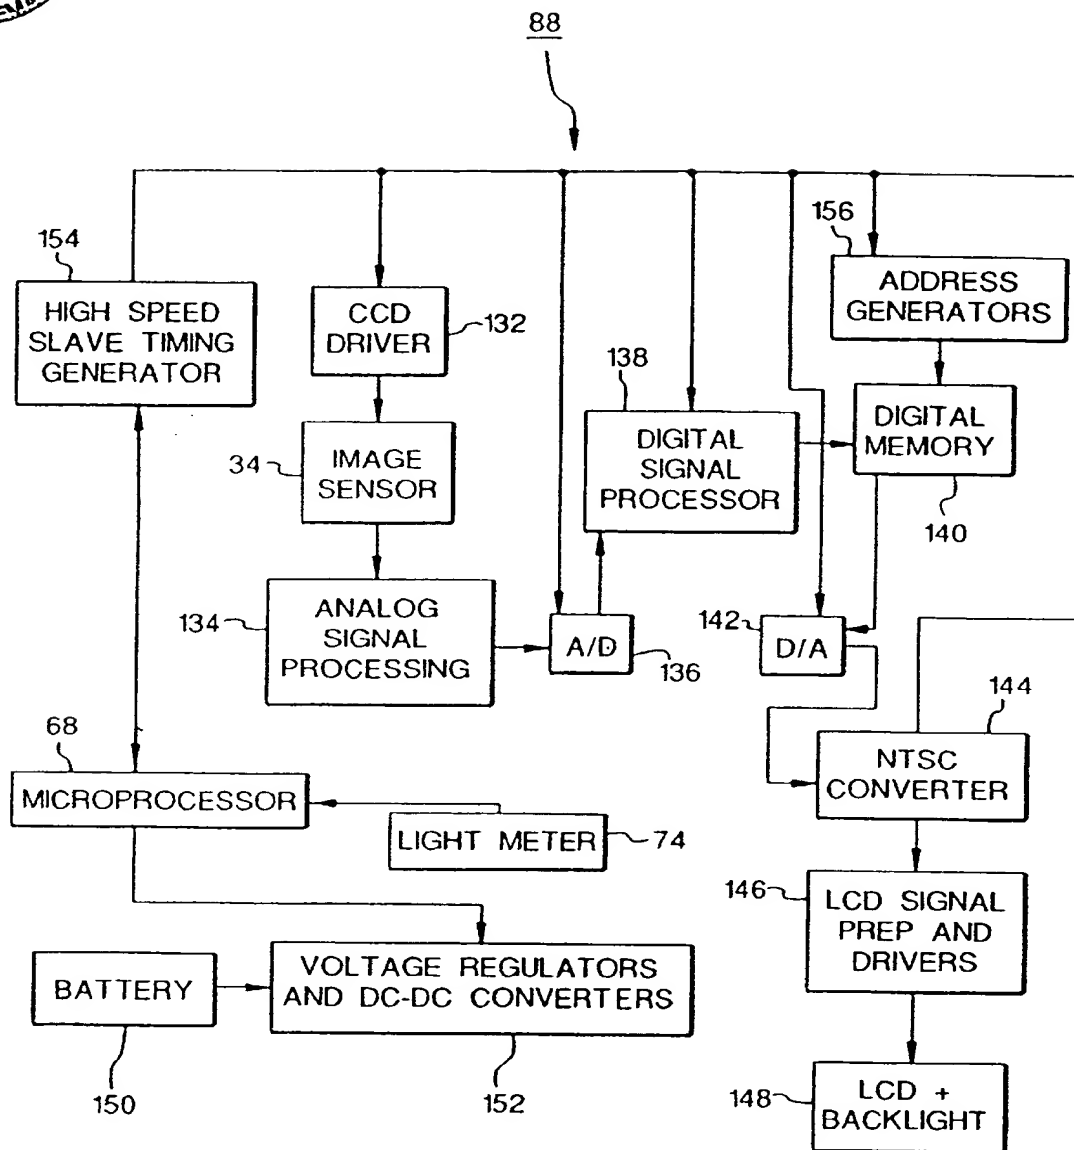 88
154
HIGH SPEED
SLAVE TIMING
GENERATOR
CCD
DRIVER
132
156
ADDRESS
GENERATORS
138
DIGITAL
SIGNAL
PROCESSOR
DIGITAL
MEMORY
140
34
IMAGE
SENSOR
134
ANALOG
SIGNAL
PROCESSING
A/D
136
142
D/A
144
NTSC
CONVERTER
68
MICROPROCESSOR
LIGHT METER
74
146
LCD SIGNAL
PREP AND
DRIVERS
BATTERY
150
VOLTAGE REGULATORS
AND DC-DC CONVERTERS
152
148
LCD +
BACKLIGHT